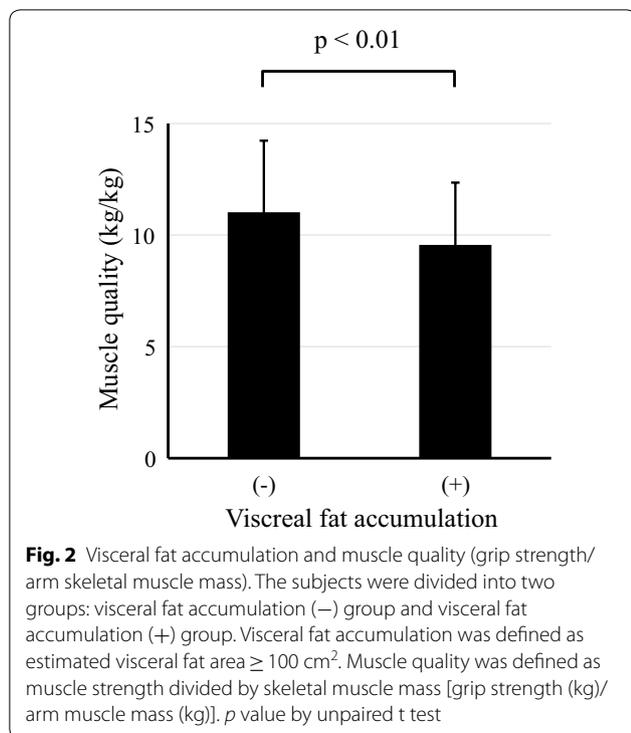 p < 0.01
15
10
5
0
Muscle quality (kg/kg)
(-)
(+)
Viscreal fat accumulation
Fig. 2 Visceral fat accumulation and muscle quality (grip strength/
arm skeletal muscle mass). The subjects were divided into two
groups: visceral fat accumulation (−) group and visceral fat
accumulation (+) group. Visceral fat accumulation was defined as
estimated visceral fat area ≥ 100 cm². Muscle quality was defined as
muscle strength divided by skeletal muscle mass [grip strength (kg)/
arm muscle mass (kg)]. p value by unpaired t test